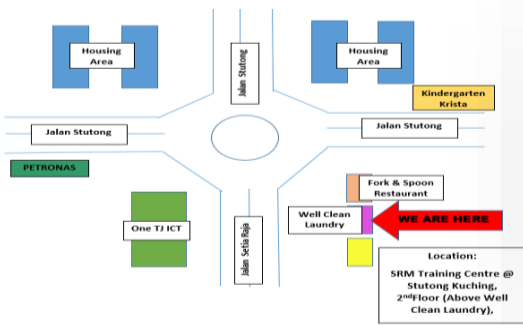 Housing
Area
Jalan Stutong
Housing
Area
Kindergarten
Krista
Jalan Stutong
Jalan Stutong
PETRONAS
Fork & Spoon
Restaurant
One TJ ICT
Jalan Setia Raja
Well Clean
Laundry
WE ARE HERE
Location:
SRM Training Centre @
Stutong Kuching,
2ndFloor (Above Well
Clean Laundry),